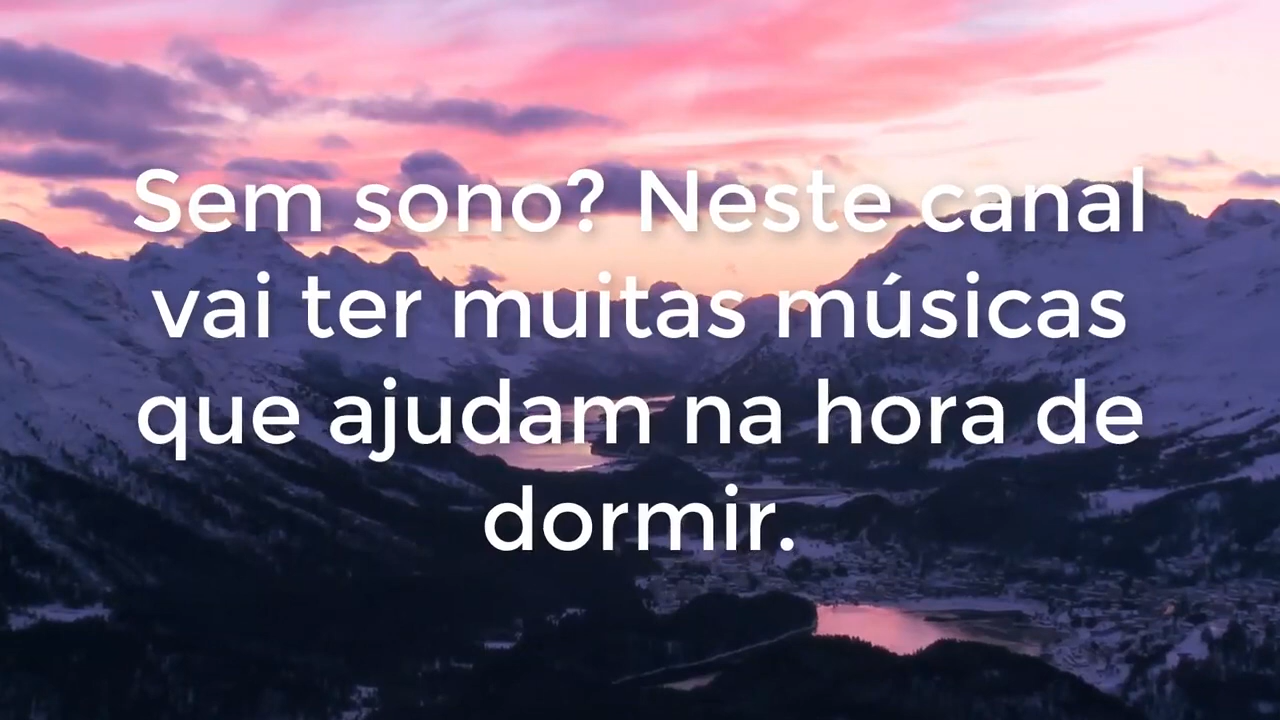 Sem sono? Neste canal
vai ter muitas músicas
que ajudam na hora de
dormir.